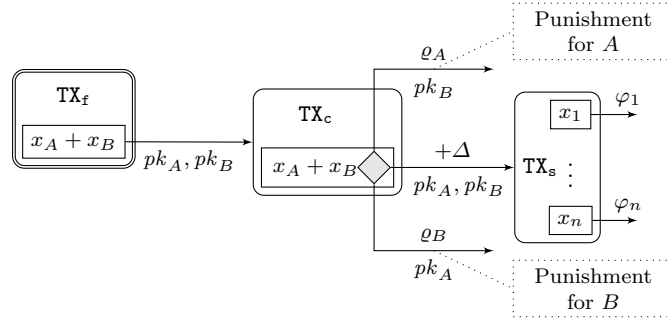 Punishment
for A
ϱ_A
pk_B
TX_f
x_A + x_B
pk_A, pk_B
TX_c
x_A + x_B
+Δ
pk_A, pk_B
TX_s
x_1
φ_1
⋮
x_n
φ_n
ϱ_B
pk_A
Punishment
for B